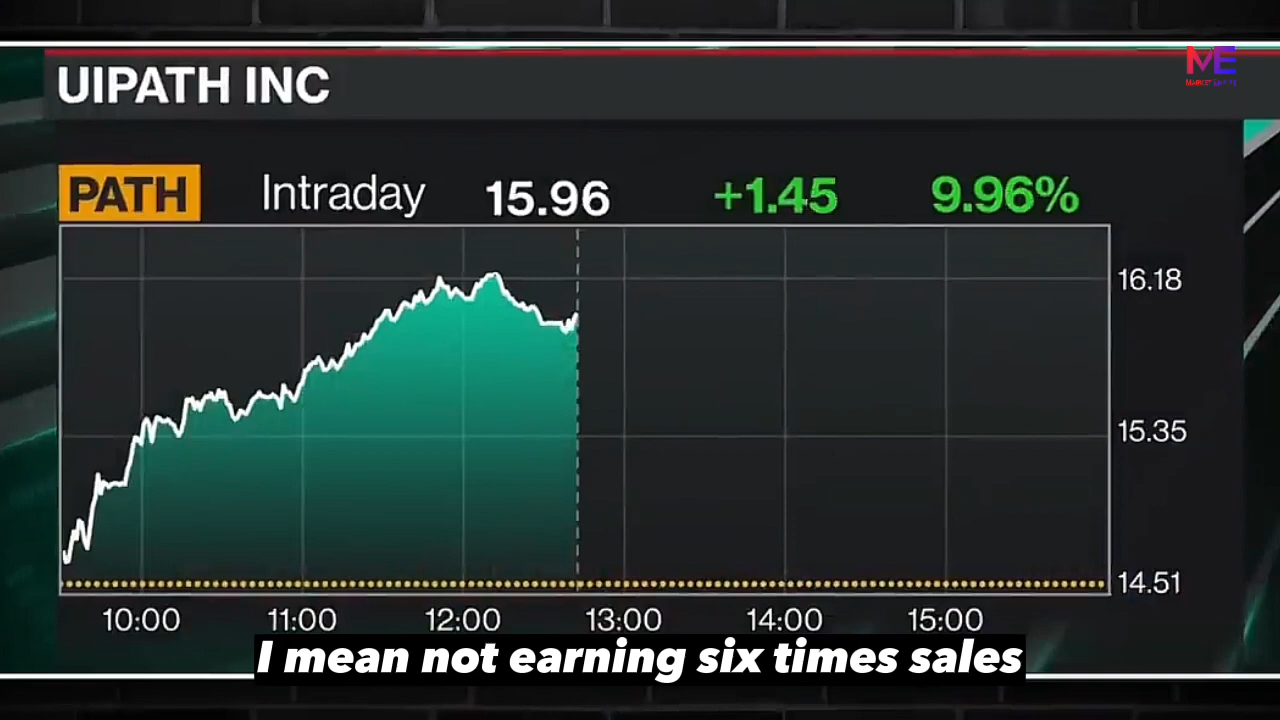 UIPATH INC
ME
PATH Intraday 15.96 +1.45 9.96%
16.18
15.35
14.51
10:00 11:00 12:00 13:00 14:00 15:00
I mean not earning six times sales